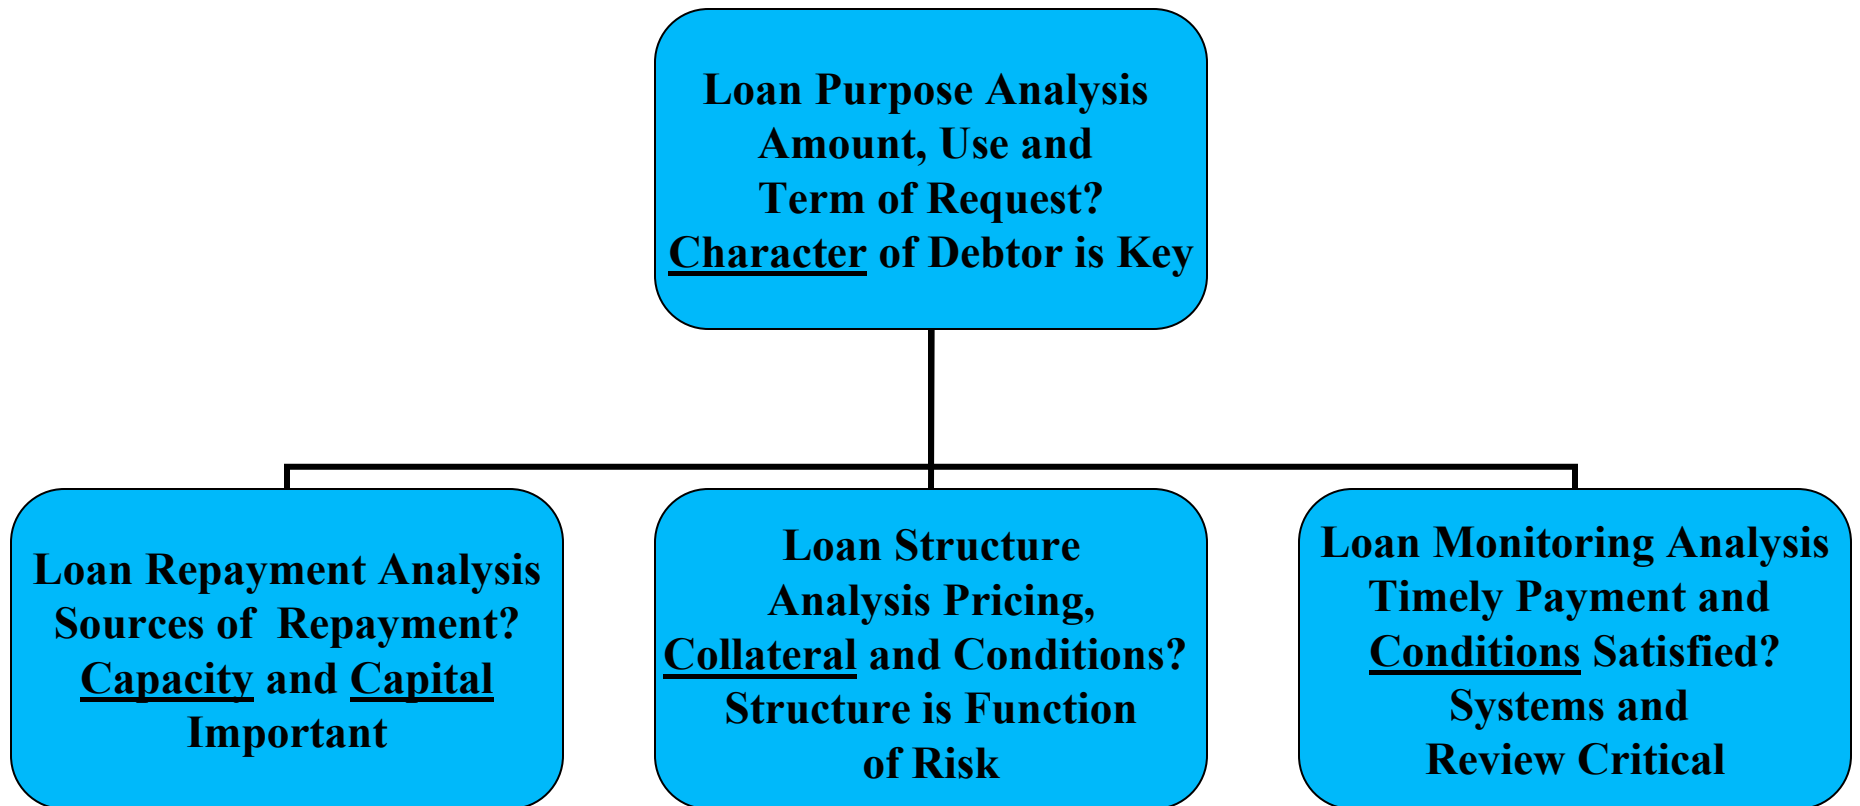 Loan Purpose Analysis
Amount, Use and
Term of Request?
Character of Debtor is Key
Loan Repayment Analysis
Sources of  Repayment?
Capacity and Capital
Important
Loan Structure
Analysis Pricing,
Collateral and Conditions?
Structure is Function
of Risk
Loan Monitoring Analysis
Timely Payment and
Conditions Satisfied?
Systems and
Review Critical